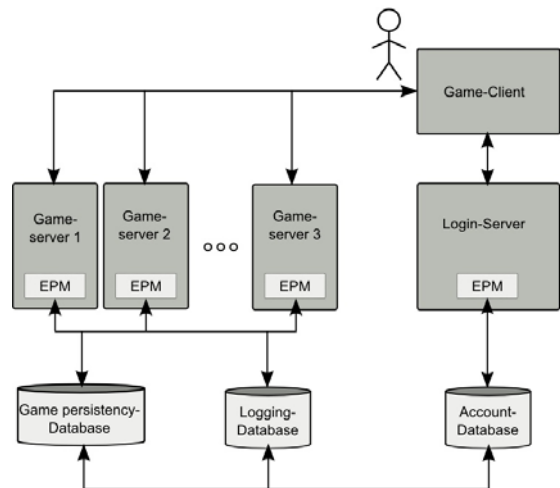 Game-Client
Game-
server 1
EPM
Game-
server 2
EPM
Game-
server 3
EPM
Login-Server
EPM
Game persistency-
Database
Logging-
Database
Account-
Database